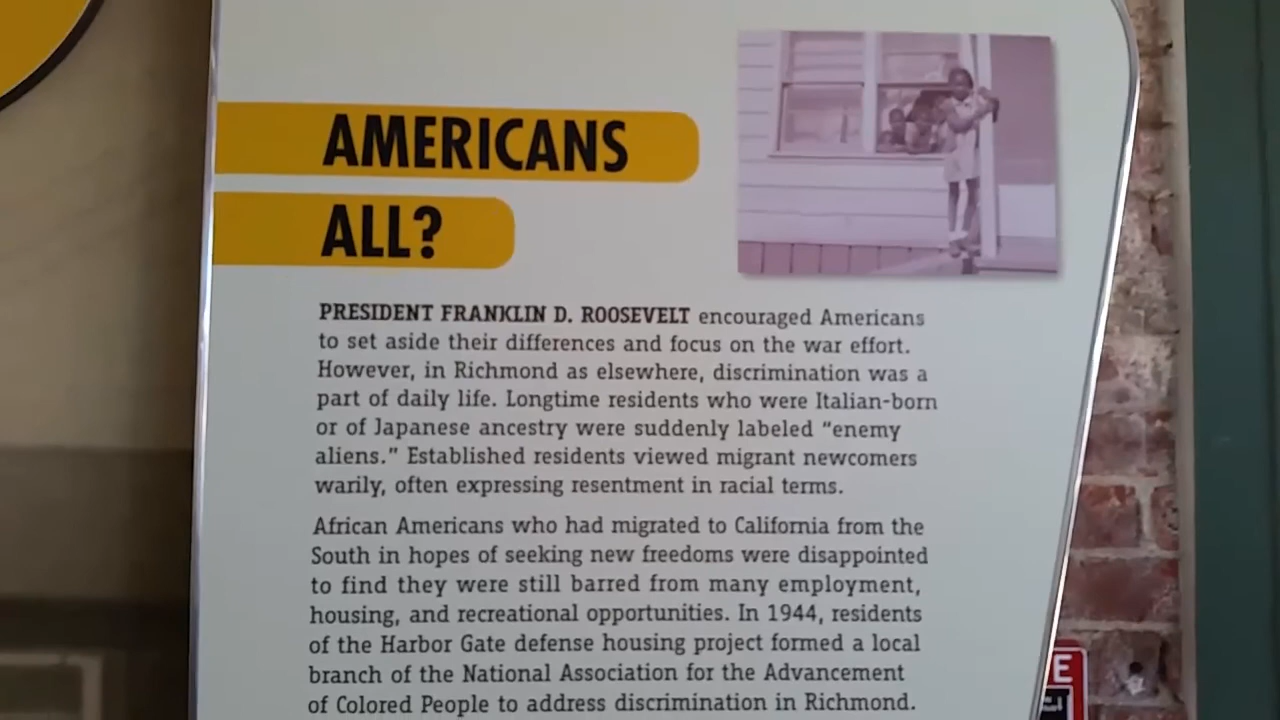 AMERICANS
ALL?
PRESIDENT FRANKLIN D. ROOSEVELT encouraged Americans
to set aside their differences and focus on the war effort.
However, in Richmond as elsewhere, discrimination was a
part of daily life. Longtime residents who were Italian-born
or of Japanese ancestry were suddenly labeled “enemy
aliens.” Established residents viewed migrant newcomers
warily, often expressing resentment in racial terms.
African Americans who had migrated to California from the
South in hopes of seeking new freedoms were disappointed
to find they were still barred from many employment,
housing, and recreational opportunities. In 1944, residents
of the Harbor Gate defense housing project formed a local
branch of the National Association for the Advancement
of Colored People to address discrimination in Richmond.